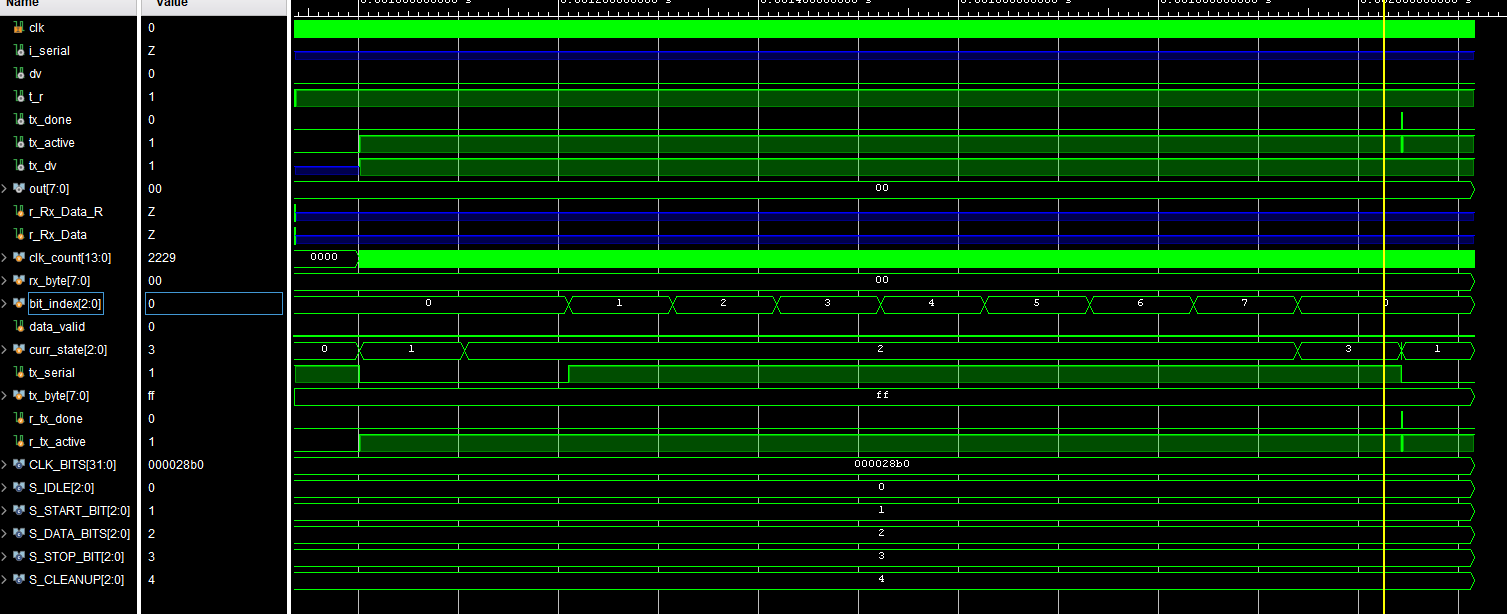 Name Value
clk 0
i_serial Z
dv 0
t_r 1
tx_done 0
tx_active 1
tx_dv 1
out[7:0] 00 00
r_Rx_Data_R Z
r_Rx_Data Z
clk_count[13:0] 2229 0000
rx_byte[7:0] 00 00
bit_index[2:0] 0 0 1 2 3 4 5 6 7 0
data_valid 0
curr_state[2:0] 3 0 1 2 3 1
tx_serial 1
tx_byte[7:0] ff ff
r_tx_done 0
r_tx_active 1
CLK_BITS[31:0] 000028b0 000028b0
S_IDLE[2:0] 0 0
S_START_BIT[2:0] 1 1
S_DATA_BITS[2:0] 2 2
S_STOP_BIT[2:0] 3 3
S_CLEANUP[2:0] 4 4